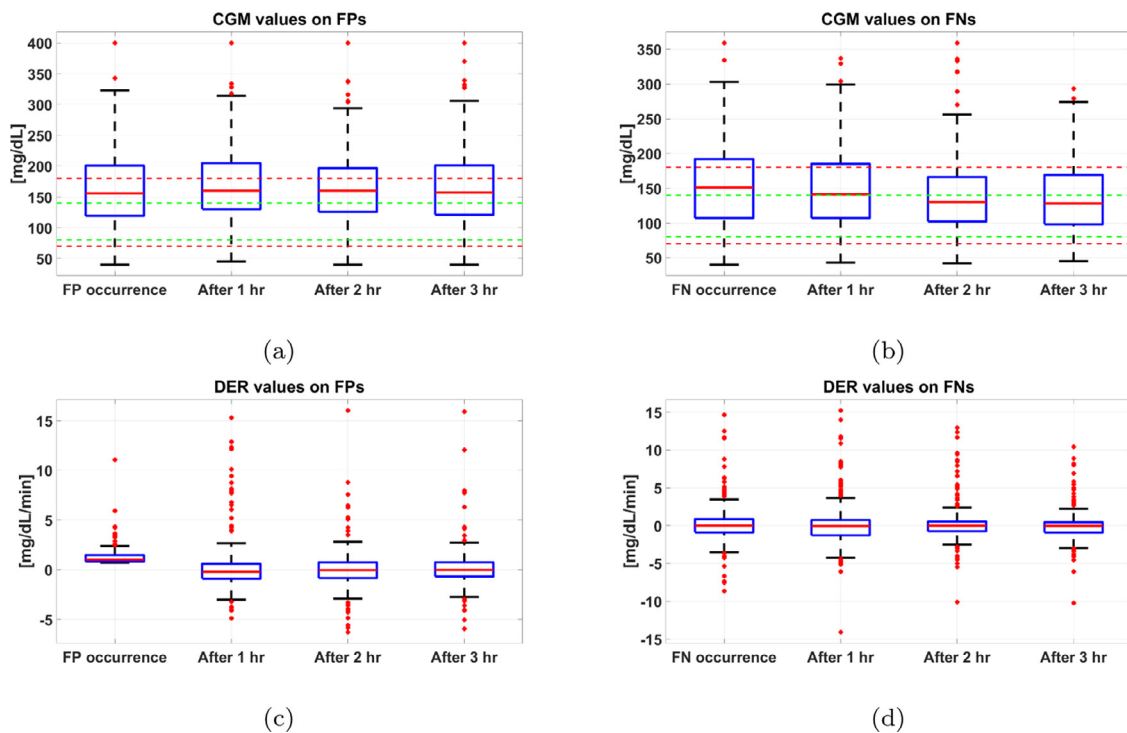 CGM values on FPs
[mg/dL]
400
350
300
250
200
150
100
50
FP occurrence After 1 hr After 2 hr After 3 hr
(a)
CGM values on FNs
[mg/dL]
350
300
250
200
150
100
50
FN occurrence After 1 hr After 2 hr After 3 hr
(b)
DER values on FPs
[mg/dL/min]
15
10
5
0
-5
FP occurrence After 1 hr After 2 hr After 3 hr
(c)
DER values on FNs
[mg/dL/min]
15
10
5
0
-5
-10
-15
FN occurrence After 1 hr After 2 hr After 3 hr
(d)